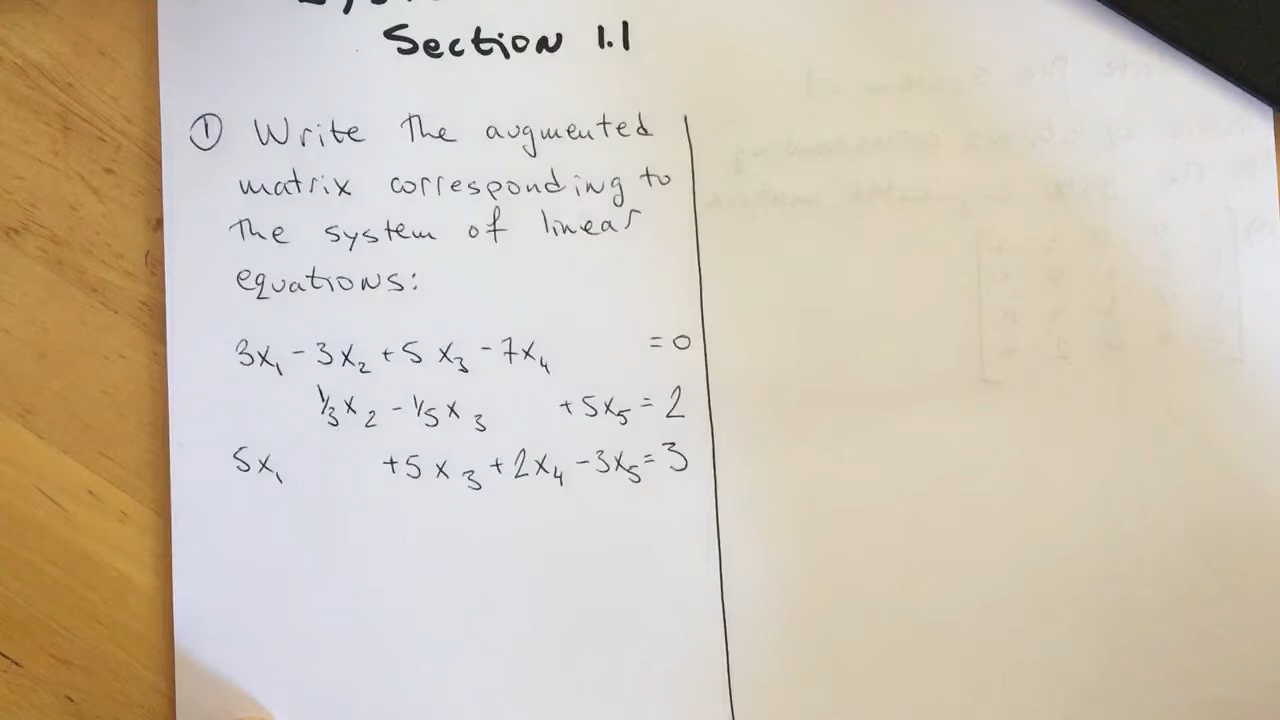 Section 1.1
① Write the augmented
matrix corresponding to
the system of linear
equations:
3x₁ - 3x₂ + 5x₃ - 7x₄ = 0
1/3x₂ - 1/5x₃ + 5x₅ = 2
5x₁ + 5x₃ + 2x₄ - 3x₅ = 3